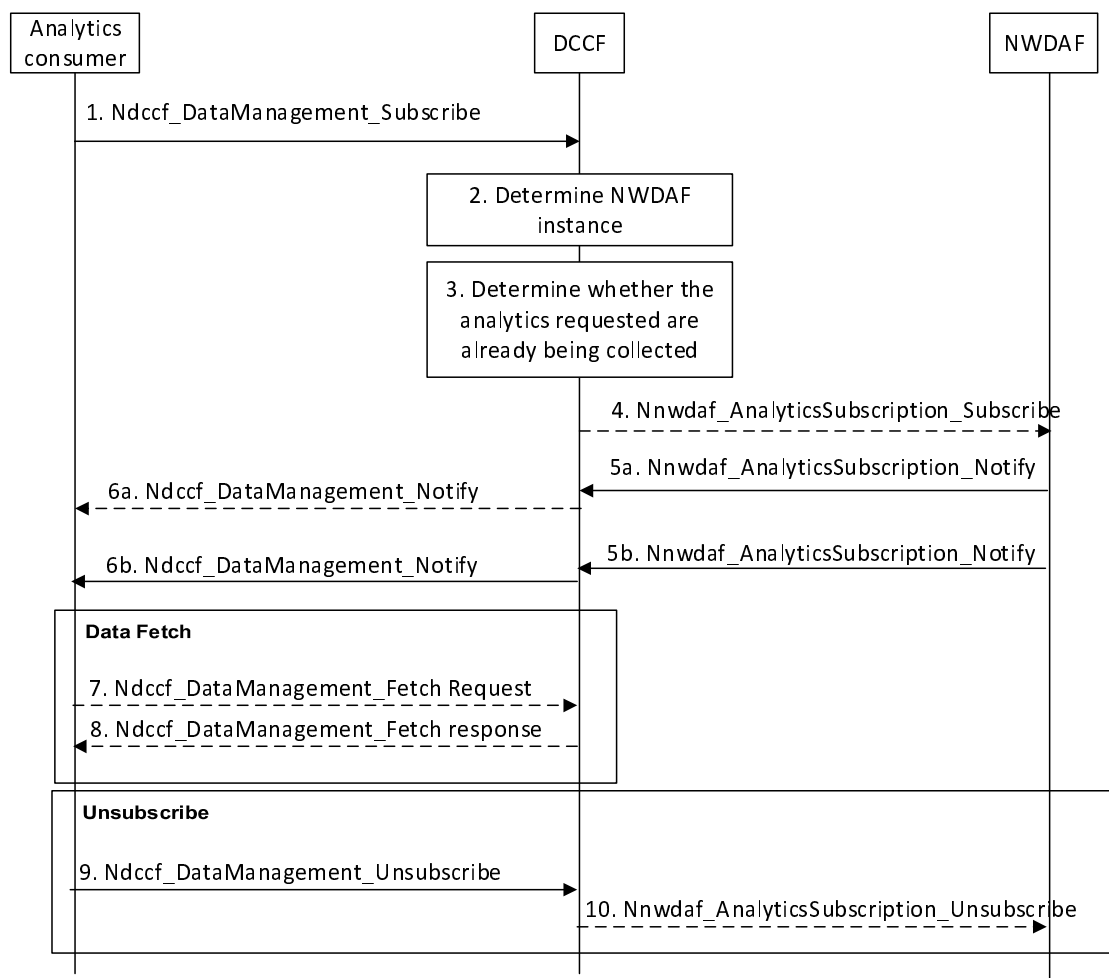 Analytics
consumer
DCCF
NWDAF
1. Ndccf_DataManagement_Subscribe
2. Determine NWDAF
instance
3. Determine whether the
analytics requested are
already being collected
4. Nnwdaf_AnalyticsSubscription_Subscribe
5a. Nnwdaf_AnalyticsSubscription_Notify
6a. Ndccf_DataManagement_Notify
5b. Nnwdaf_AnalyticsSubscription_Notify
6b. Ndccf_DataManagement_Notify
Data Fetch
7. Ndccf_DataManagement_Fetch Request
8. Ndccf_DataManagement_Fetch response
Unsubscribe
9. Ndccf_DataManagement_Unsubscribe
10. Nnwdaf_AnalyticsSubscription_Unsubscribe